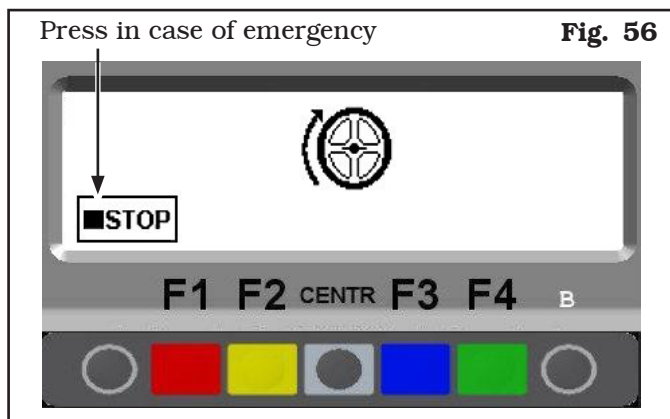 Press in case of emergency Fig. 56
■STOP
F1 F2 CENTR F3 F4 B